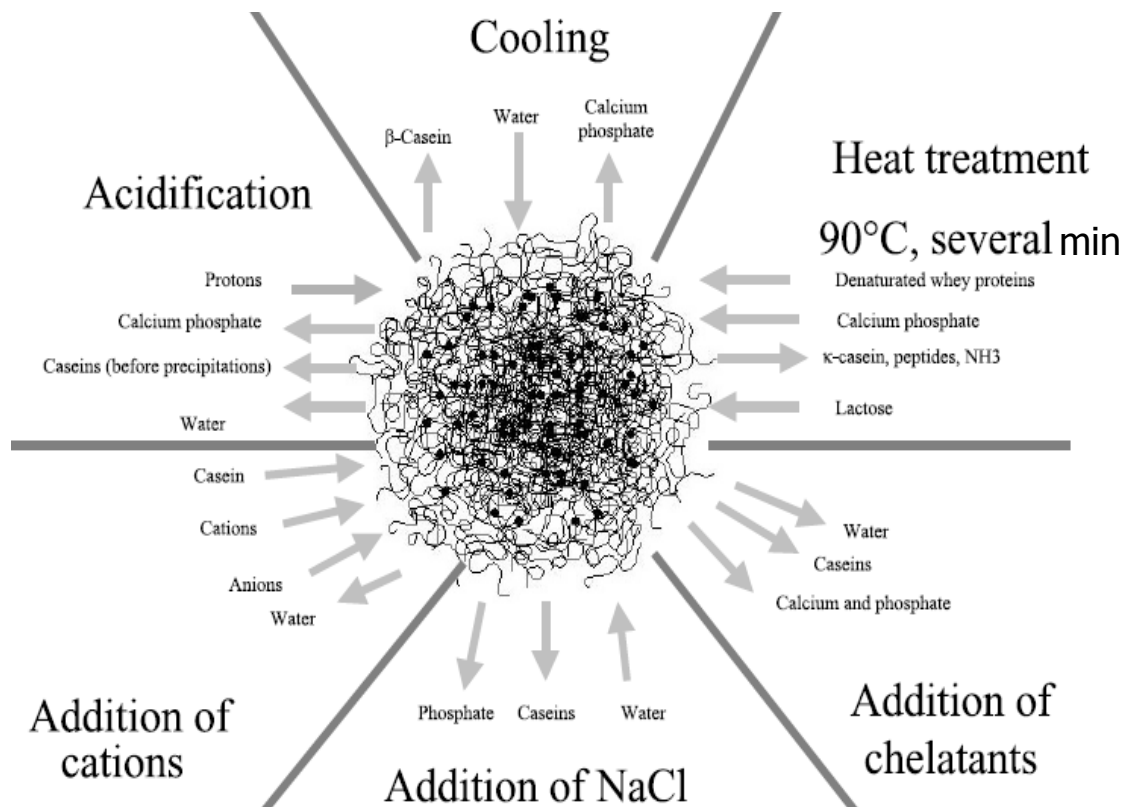 Cooling
β-Casein
Water
Calcium
phosphate
Heat treatment
90°C, several min
Denaturated whey proteins
Calcium phosphate
κ-casein, peptides, NH3
Lactose
Acidification
Protons
Calcium phosphate
Caseins (before precipitations)
Water
Casein
Cations
Anions
Water
Addition of
cations
Phosphate
Caseins
Water
Addition of NaCl
Water
Caseins
Calcium and phosphate
Addition of
chelatants